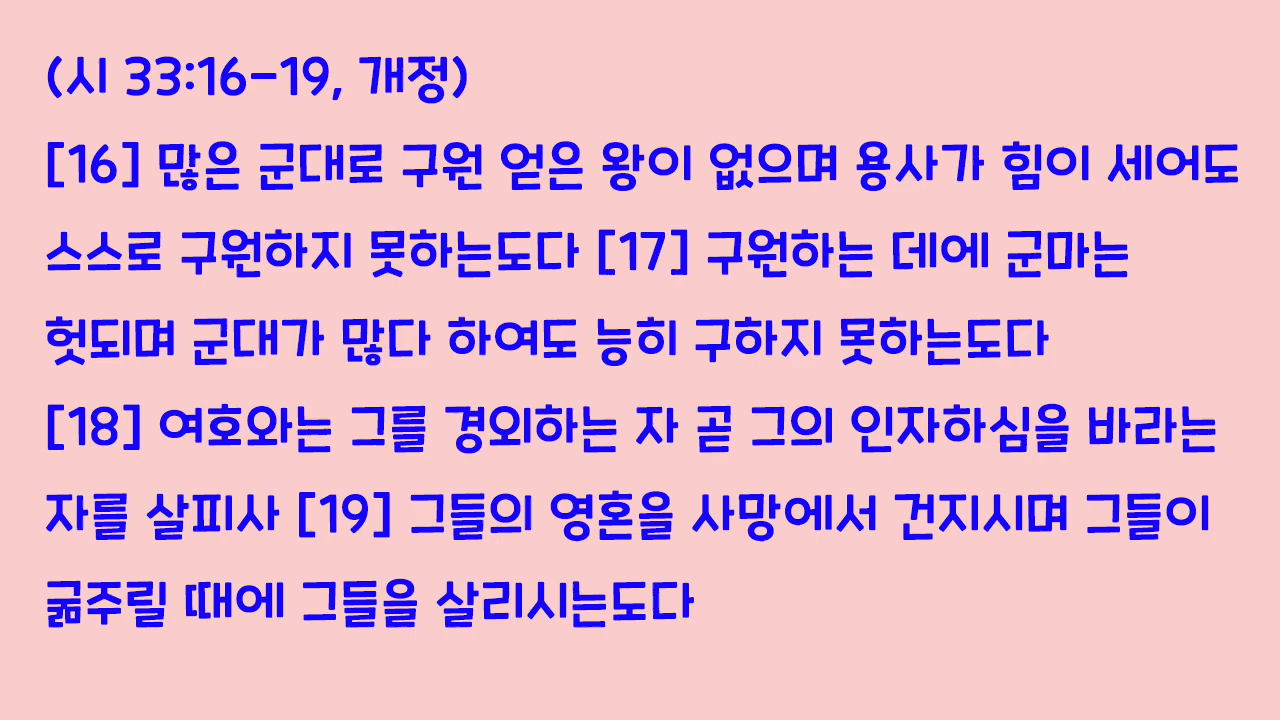 (시 33:16-19, 개정)
[16] 많은 군대로 구원 얻은 왕이 없으며 용사가 힘이 세어도
스스로 구원하지 못하는도다 [17] 구원하는 데에 군마는
헛되며 군대가 많다 하여도 능히 구하지 못하는도다
[18] 여호와는 그를 경외하는 자 곧 그의 인자하심을 바라는
자를 살피사 [19] 그들의 영혼을 사망에서 건지시며 그들이
굶주릴 때에 그들을 살리시는도다